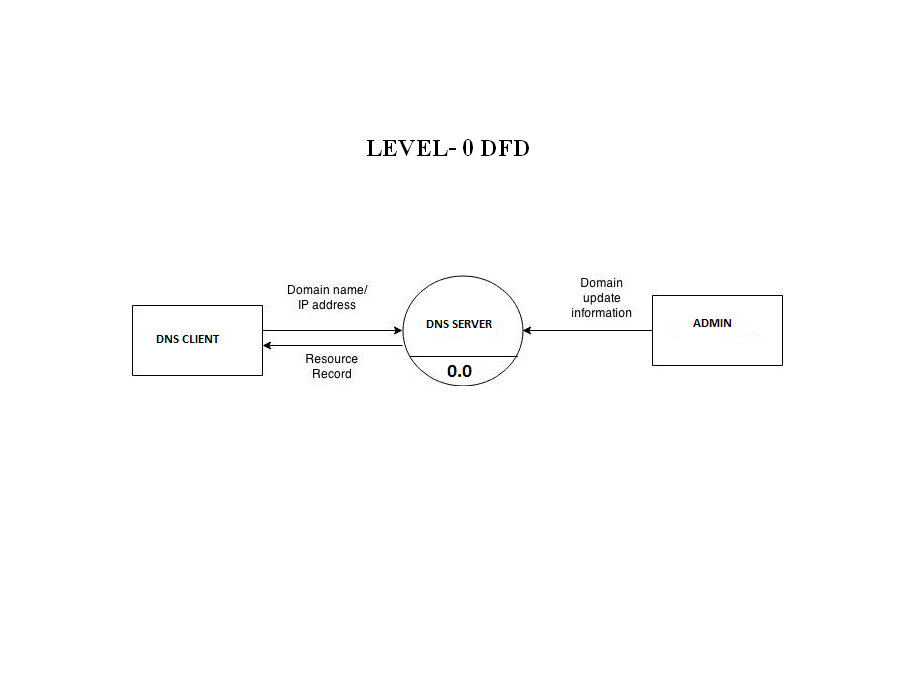 LEVEL- 0 DFD
Domain name/
IP address
DNS CLIENT
Resource
Record
DNS SERVER
0.0
Domain
update
information
ADMIN